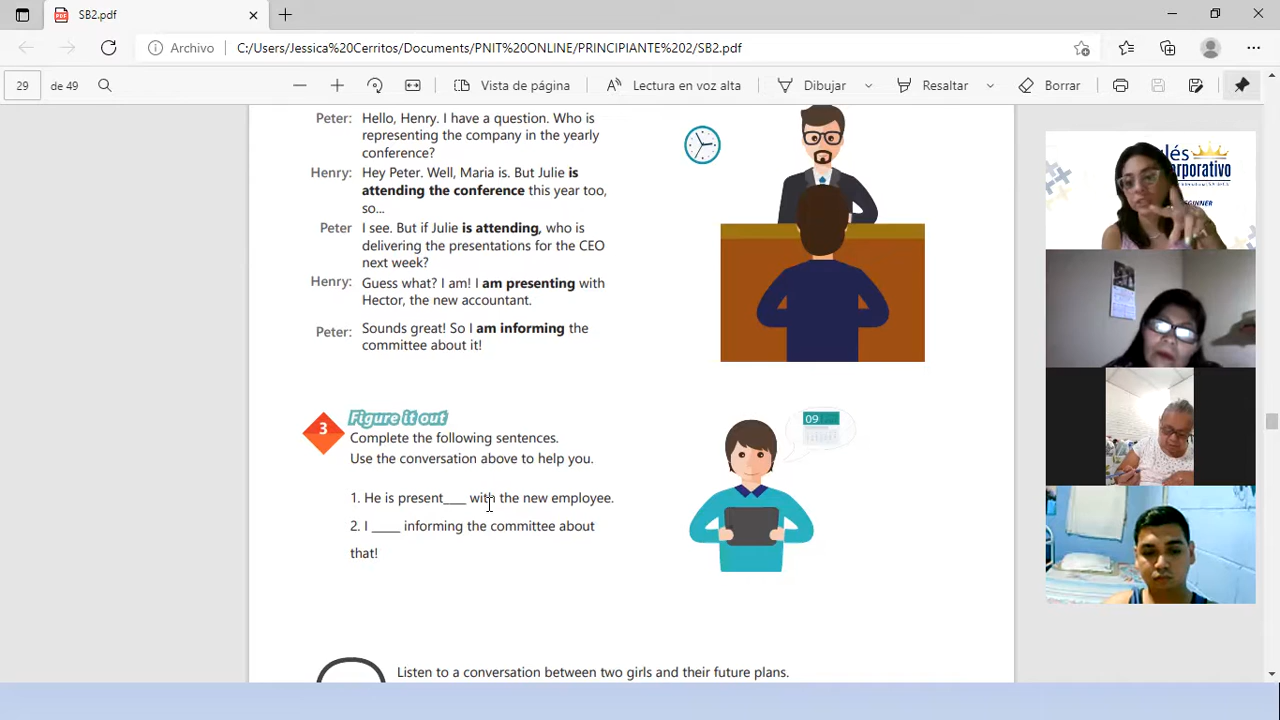 SB2.pdf
Archivo
C:/Users/Jessica%20Cerritos/Documents/PNIT%20ONLINE/PRINCIPIANTE%202/SB2.pdf
29 de 49
Vista de página
Lectura en voz alta
Dibujar
Resaltar
Borrar
Peter: Hello, Henry. I have a question. Who is
representing the company in the yearly
conference?
Henry: Hey Peter. Well, Maria is. But Julie is
attending the conference this year too,
so...
Peter I see. But if Julie is attending, who is
delivering the presentations for the CEO
next week?
Henry: Guess what? I am! I am presenting with
Hector, the new accountant.
Peter: Sounds great! So I am informing the
committee about it!
3
Figure it out
09
Complete the following sentences.
Use the conversation above to help you.
1. He is present____ with the new employee.
2. I _____ informing the committee about
that!
Listen to a conversation between two girls and their future plans.